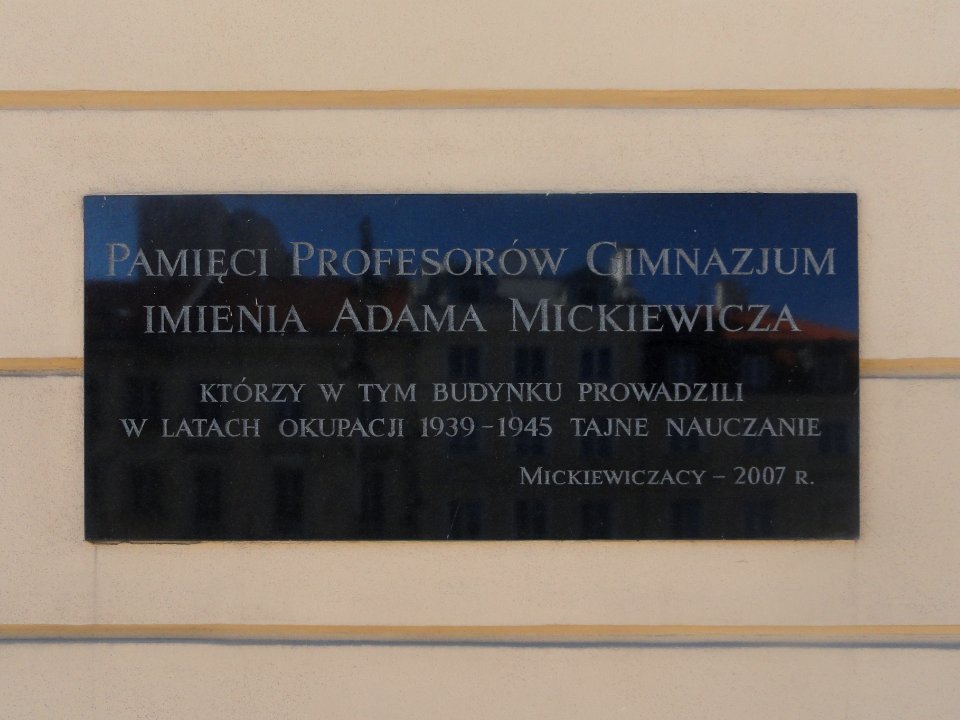 PAMIĘCI PROFESORÓW GIMNAZJUM
IMIENIA ADAMA MICKIEWICZA
KTÓRZY W TYM BUDYNKU PROWADZILI
W LATACH OKUPACJI 1939-1945 TAJNE NAUCZANIE
MICKIEWICZACY – 2007 R.